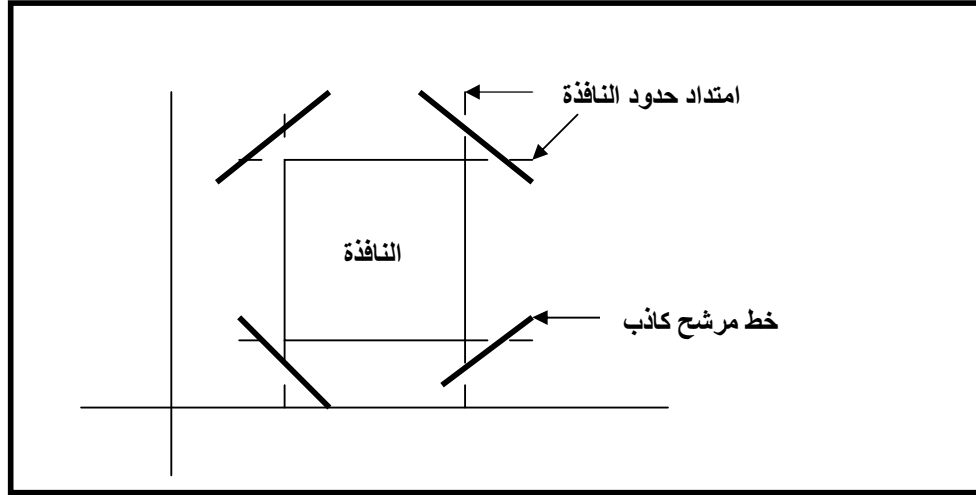 امتداد حدود النافذة
النافذة
خط مرشح كاذب